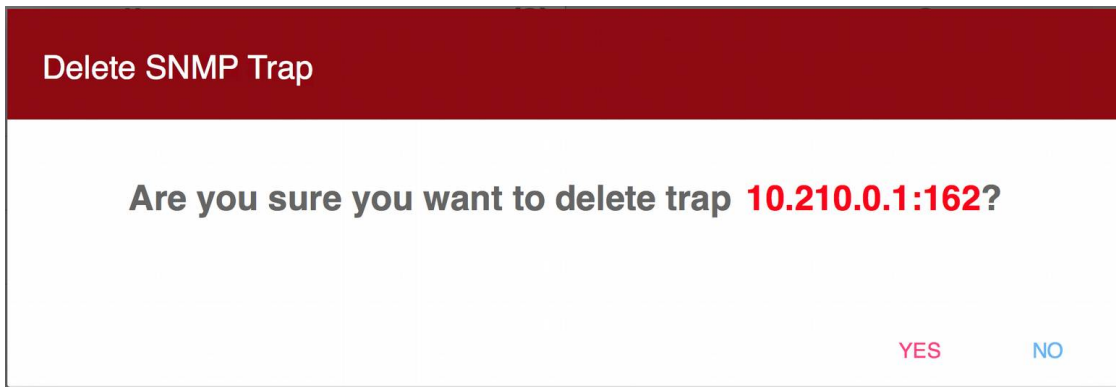 Delete SNMP Trap
Are you sure you want to delete trap 10.210.0.1:162?
YES NO